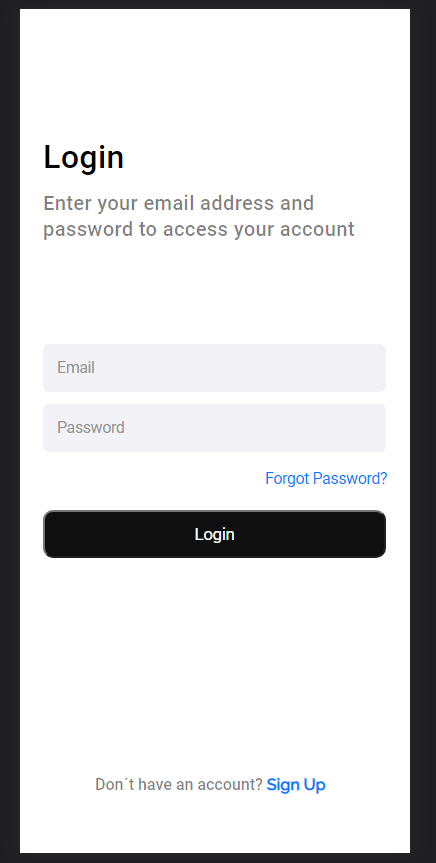 Login
Enter your email address and
password to access your account
Email
Password
Forgot Password?
Login
Don´t have an account? Sign Up